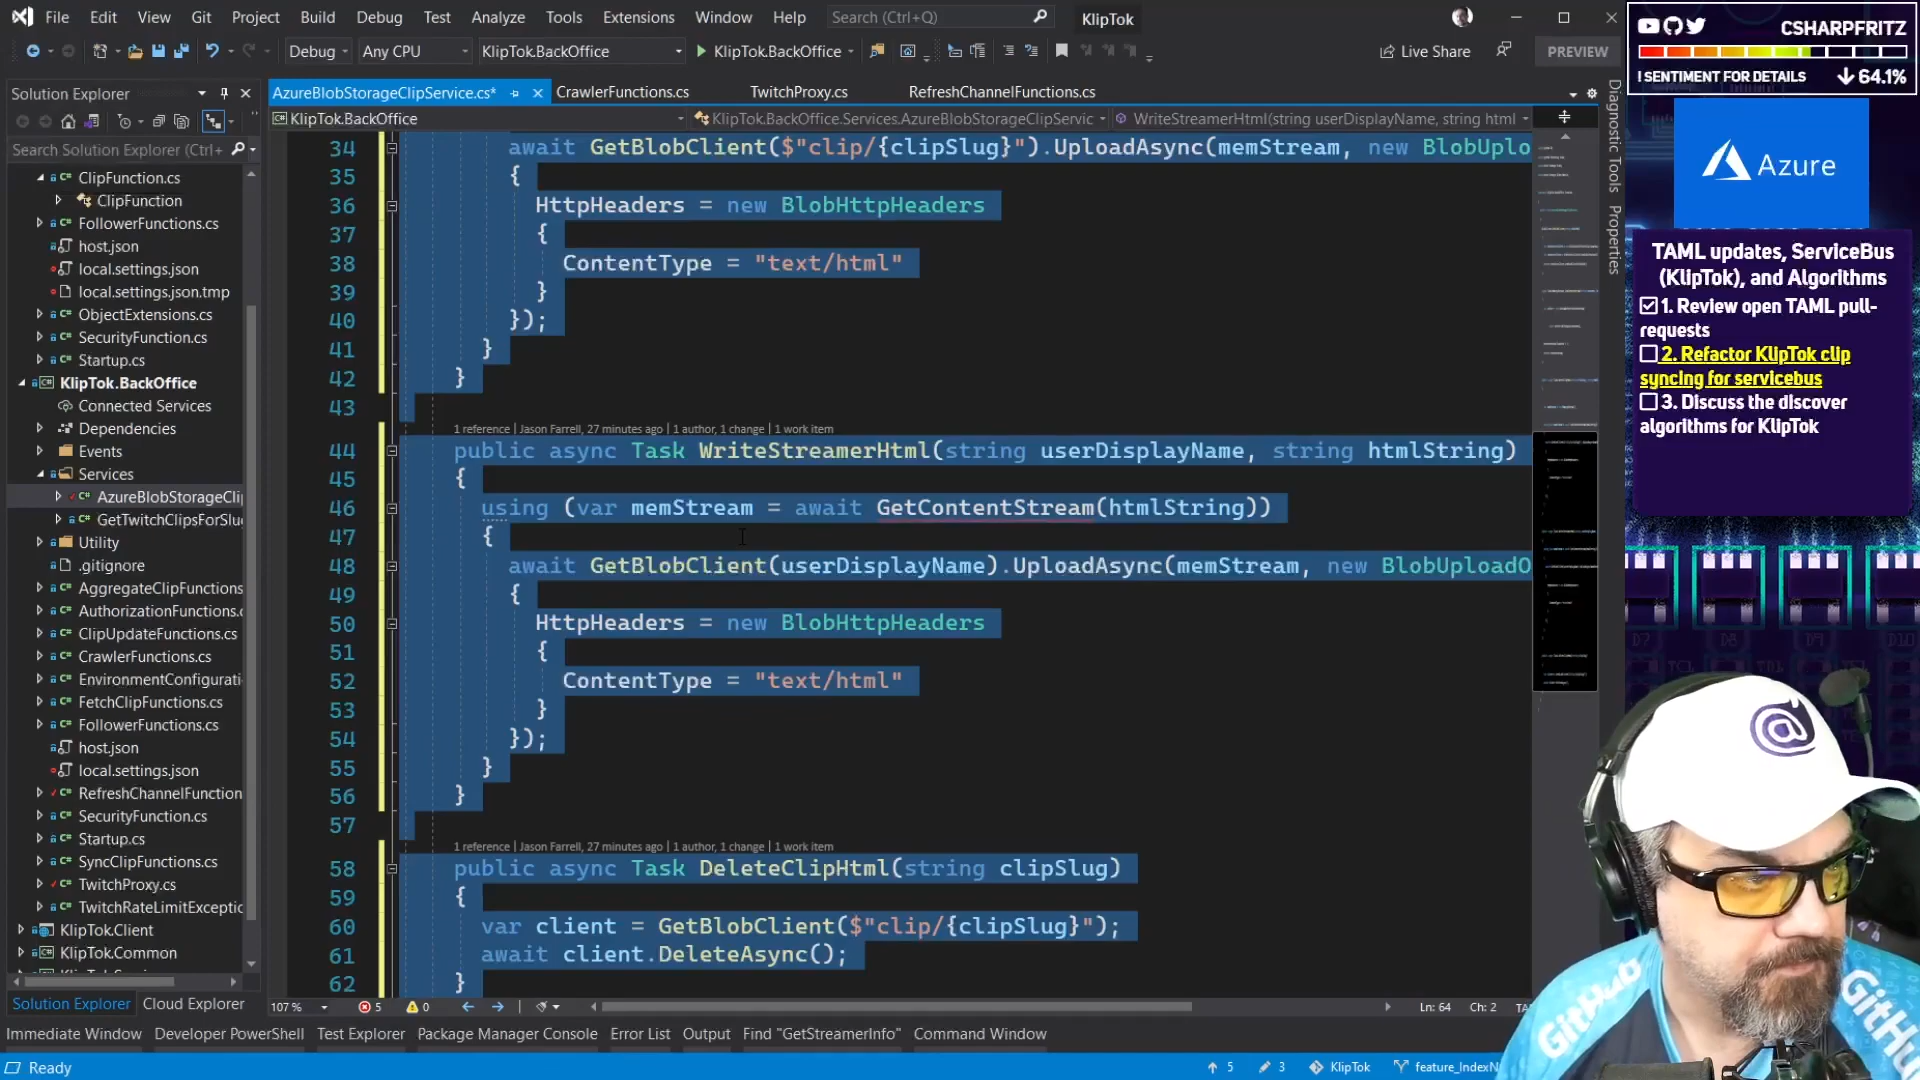 File Edit View Git Project Build Debug Test Analyze Tools Extensions Window Help Search (Ctrl+Q) KlipTok
Debug Any CPU KlipTok.BackOffice KlipTok.BackOffice Live Share PREVIEW
Solution Explorer
Search Solution Explorer (Ctrl+
ClipFunction.cs
ClipFunction
FollowerFunctions.cs
host.json
local.settings.json
local.settings.json.tmp
ObjectExtensions.cs
SecurityFunction.cs
Startup.cs
KlipTok.BackOffice
Connected Services
Dependencies
Events
Services
AzureBlobStorageCli
GetTwitchClipsForSlu
Utility
.gitignore
AggregateClipFunctions
AuthorizationFunctions.
ClipUpdateFunctions.cs
CrawlerFunctions.cs
EnvironmentConfigurati
FetchClipFunctions.cs
FollowerFunctions.cs
host.json
local.settings.json
RefreshChannelFunction
SecurityFunction.cs
Startup.cs
SyncClipFunctions.cs
TwitchProxy.cs
TwitchRateLimitExceptic
KlipTok.Client
KlipTok.Common
Solution Explorer Cloud Explorer
AzureBlobStorageClipService.cs* CrawlerFunctions.cs TwitchProxy.cs RefreshChannelFunctions.cs
KlipTok.BackOffice KlipTok.BackOffice.Services.AzureBlobStorageClipServic WriteStreamerHtml(string userDisplayName, string html
34 await GetBlobClient($"clip/{clipSlug}").UploadAsync(memStream, new BlobUplo
35 {
36 HttpHeaders = new BlobHttpHeaders
37 {
38 ContentType = "text/html"
39 }
40 });
41 }
42 }
43
1 reference | Jason Farrell, 27 minutes ago | 1 author, 1 change | 1 work item
44 public async Task WriteStreamerHtml(string userDisplayName, string htmlString)
45 {
46 using (var memStream = await GetContentStream(htmlString))
47 {
48 await GetBlobClient(userDisplayName).UploadAsync(memStream, new BlobUploadO
49 {
50 HttpHeaders = new BlobHttpHeaders
51 {
52 ContentType = "text/html"
53 }
54 });
55 }
56 }
57
1 reference | Jason Farrell, 27 minutes ago | 1 author, 1 change | 1 work item
58 public async Task DeleteClipHtml(string clipSlug)
59 {
60 var client = GetBlobClient($"clip/{clipSlug}");
61 await client.DeleteAsync();
62 }
107 % 5 0 Ln: 64 Ch: 2
Immediate Window Developer PowerShell Test Explorer Package Manager Console Error List Output Find "GetStreamerInfo" Command Window
Ready 5 3 KlipTok feature_IndexN
Diagnostic Tools
Properties
CSHARPFRITZ
! SENTIMENT FOR DETAILS 64.1%
Azure
TAML updates, ServiceBus
(KlipTok), and Algorithms
1. Review open TAML pull-
requests
2. Refactor KlipTok clip
syncing for servicebus
3. Discuss the discover
algorithms for KlipTok
D7 D8 D9 D10
@
GitHub
GitHu